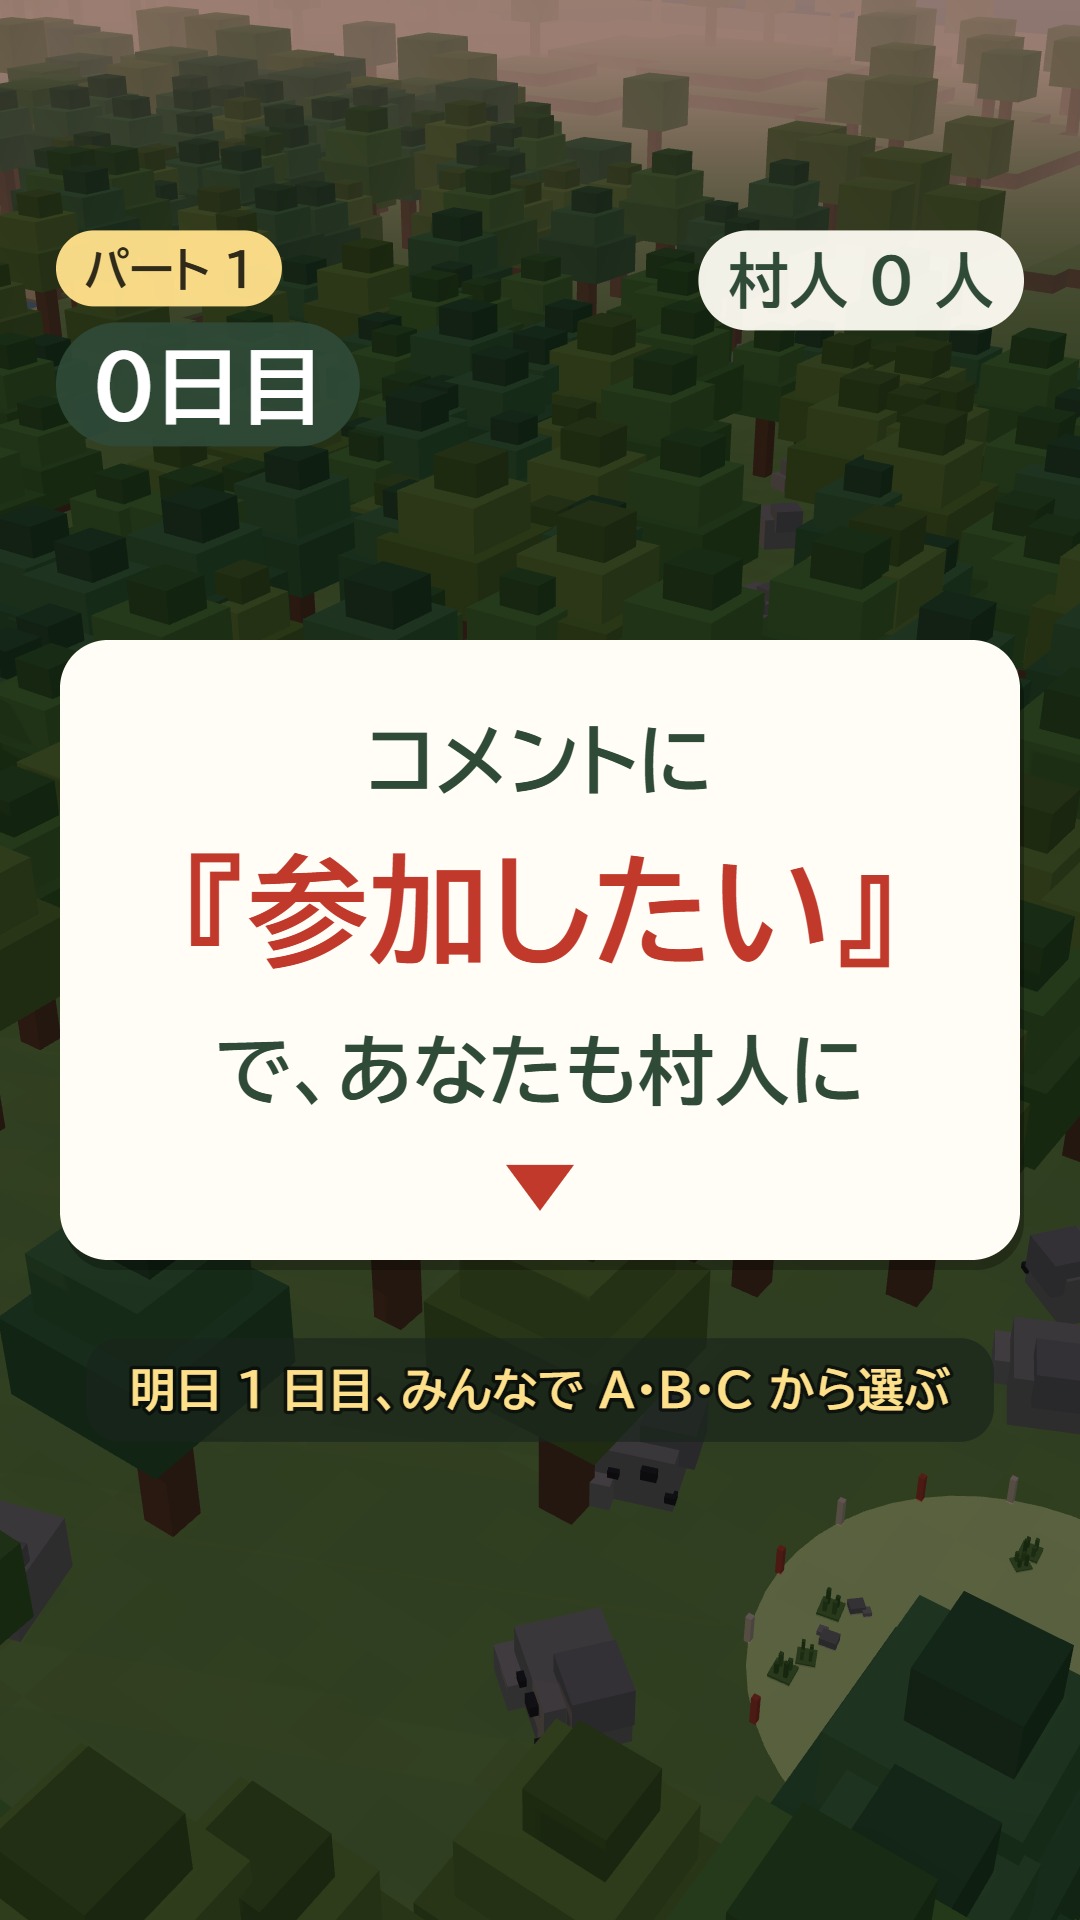 パート 1
0日目
村人 0 人
コメントに
『参加したい』
で、あなたも村人に
明日 1 日目、みんなで A・B・C から選ぶ